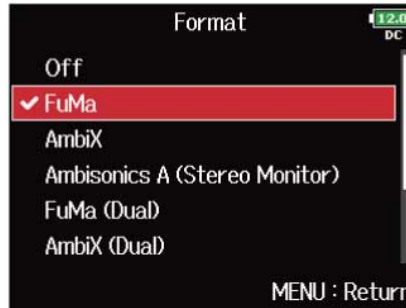 Format
12.0
DC
Off
FuMa
AmbiX
Ambisonics A (Stereo Monitor)
FuMa (Dual)
AmbiX (Dual)
MENU : Return